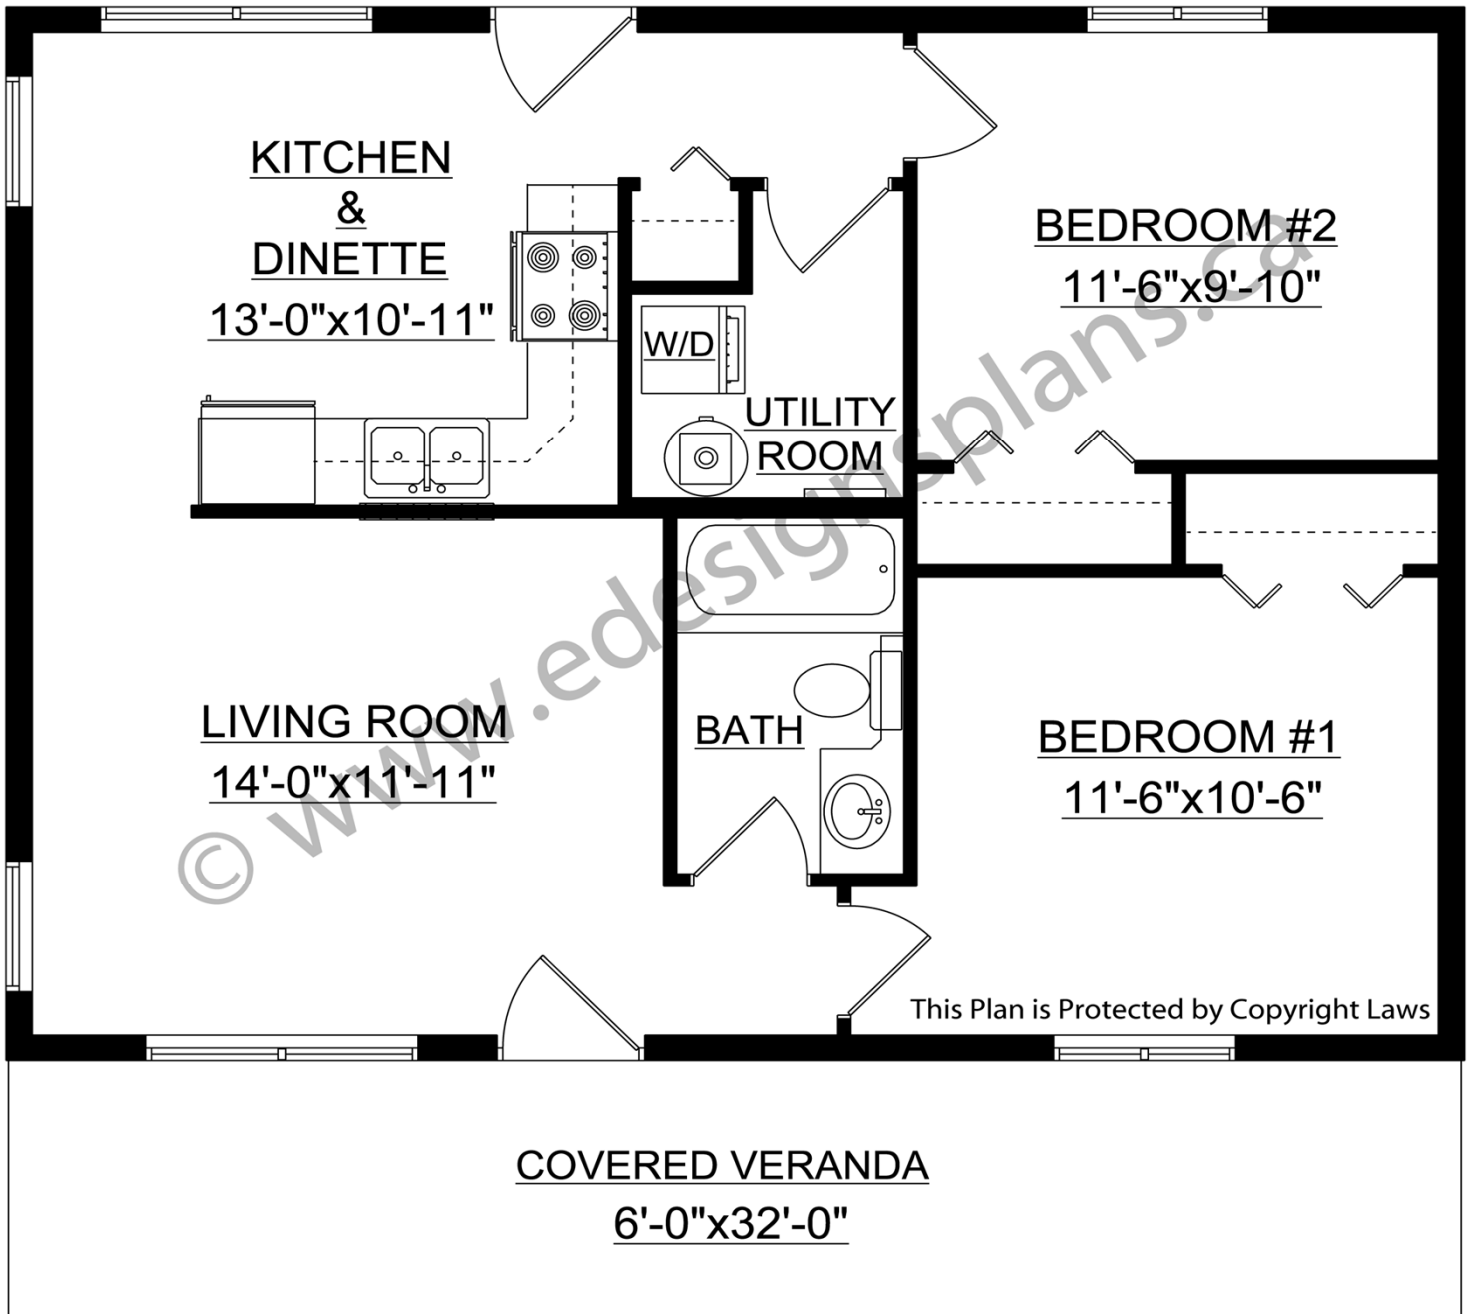 KITCHEN
&
DINETTE
13'-0"x10'-11"
BEDROOM #2
11'-6"x9'-10"
W/D
UTILITY
ROOM
LIVING ROOM
14'-0"x11'-11"
BATH
BEDROOM #1
11'-6"x10'-6"
This Plan is Protected by Copyright Laws
COVERED VERANDA
6'-0"x32'-0"
© www.edesignsplans.ca